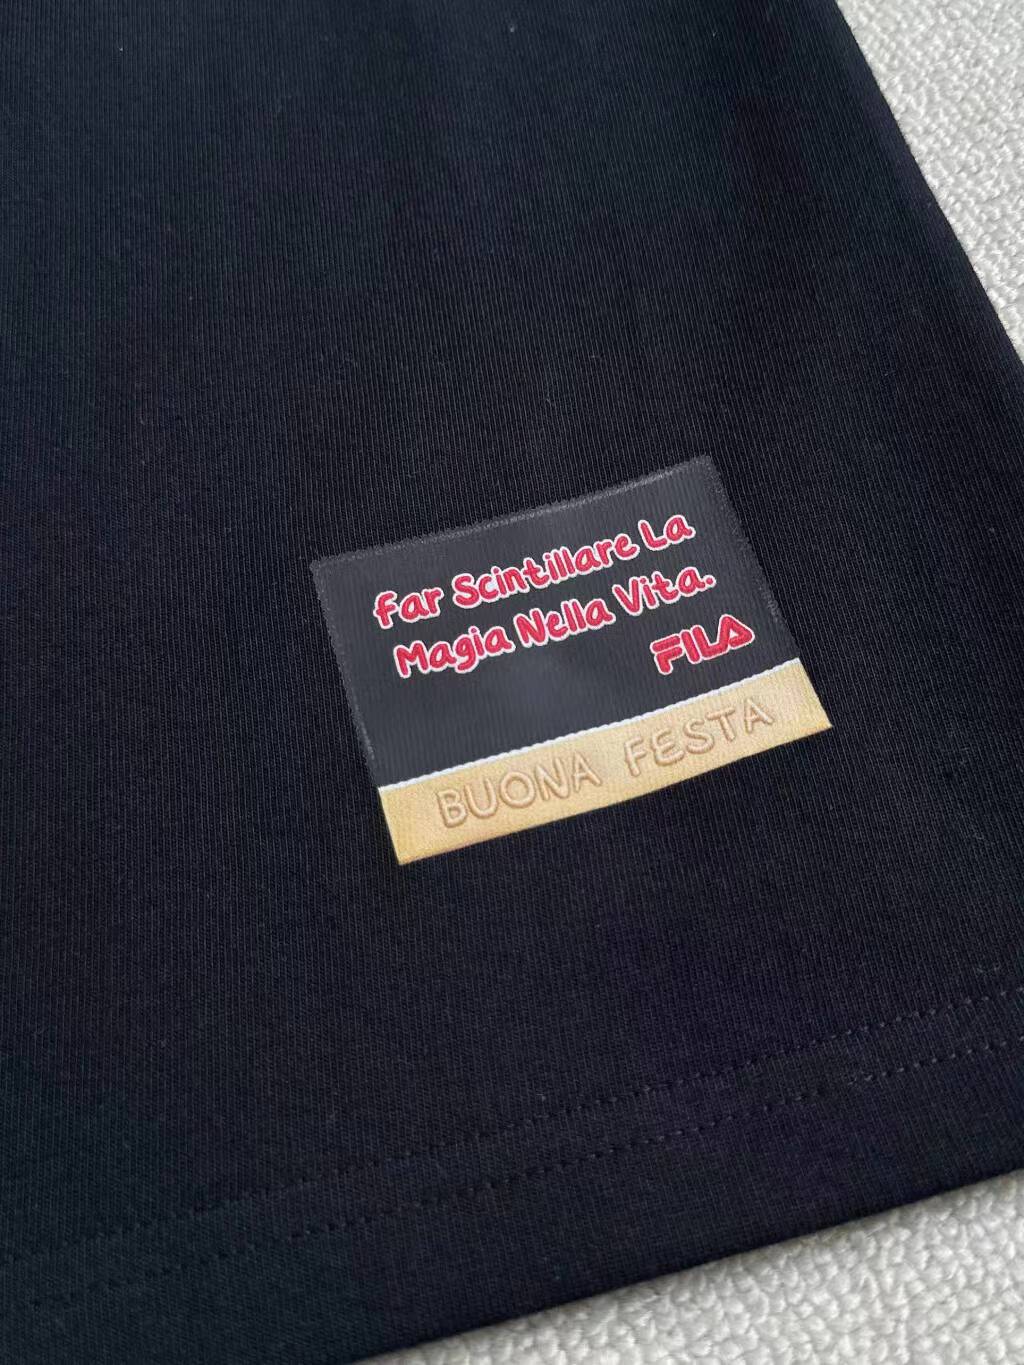 Far Scintillare La
Magia Nella Vita.
FILA
BUONA FESTA